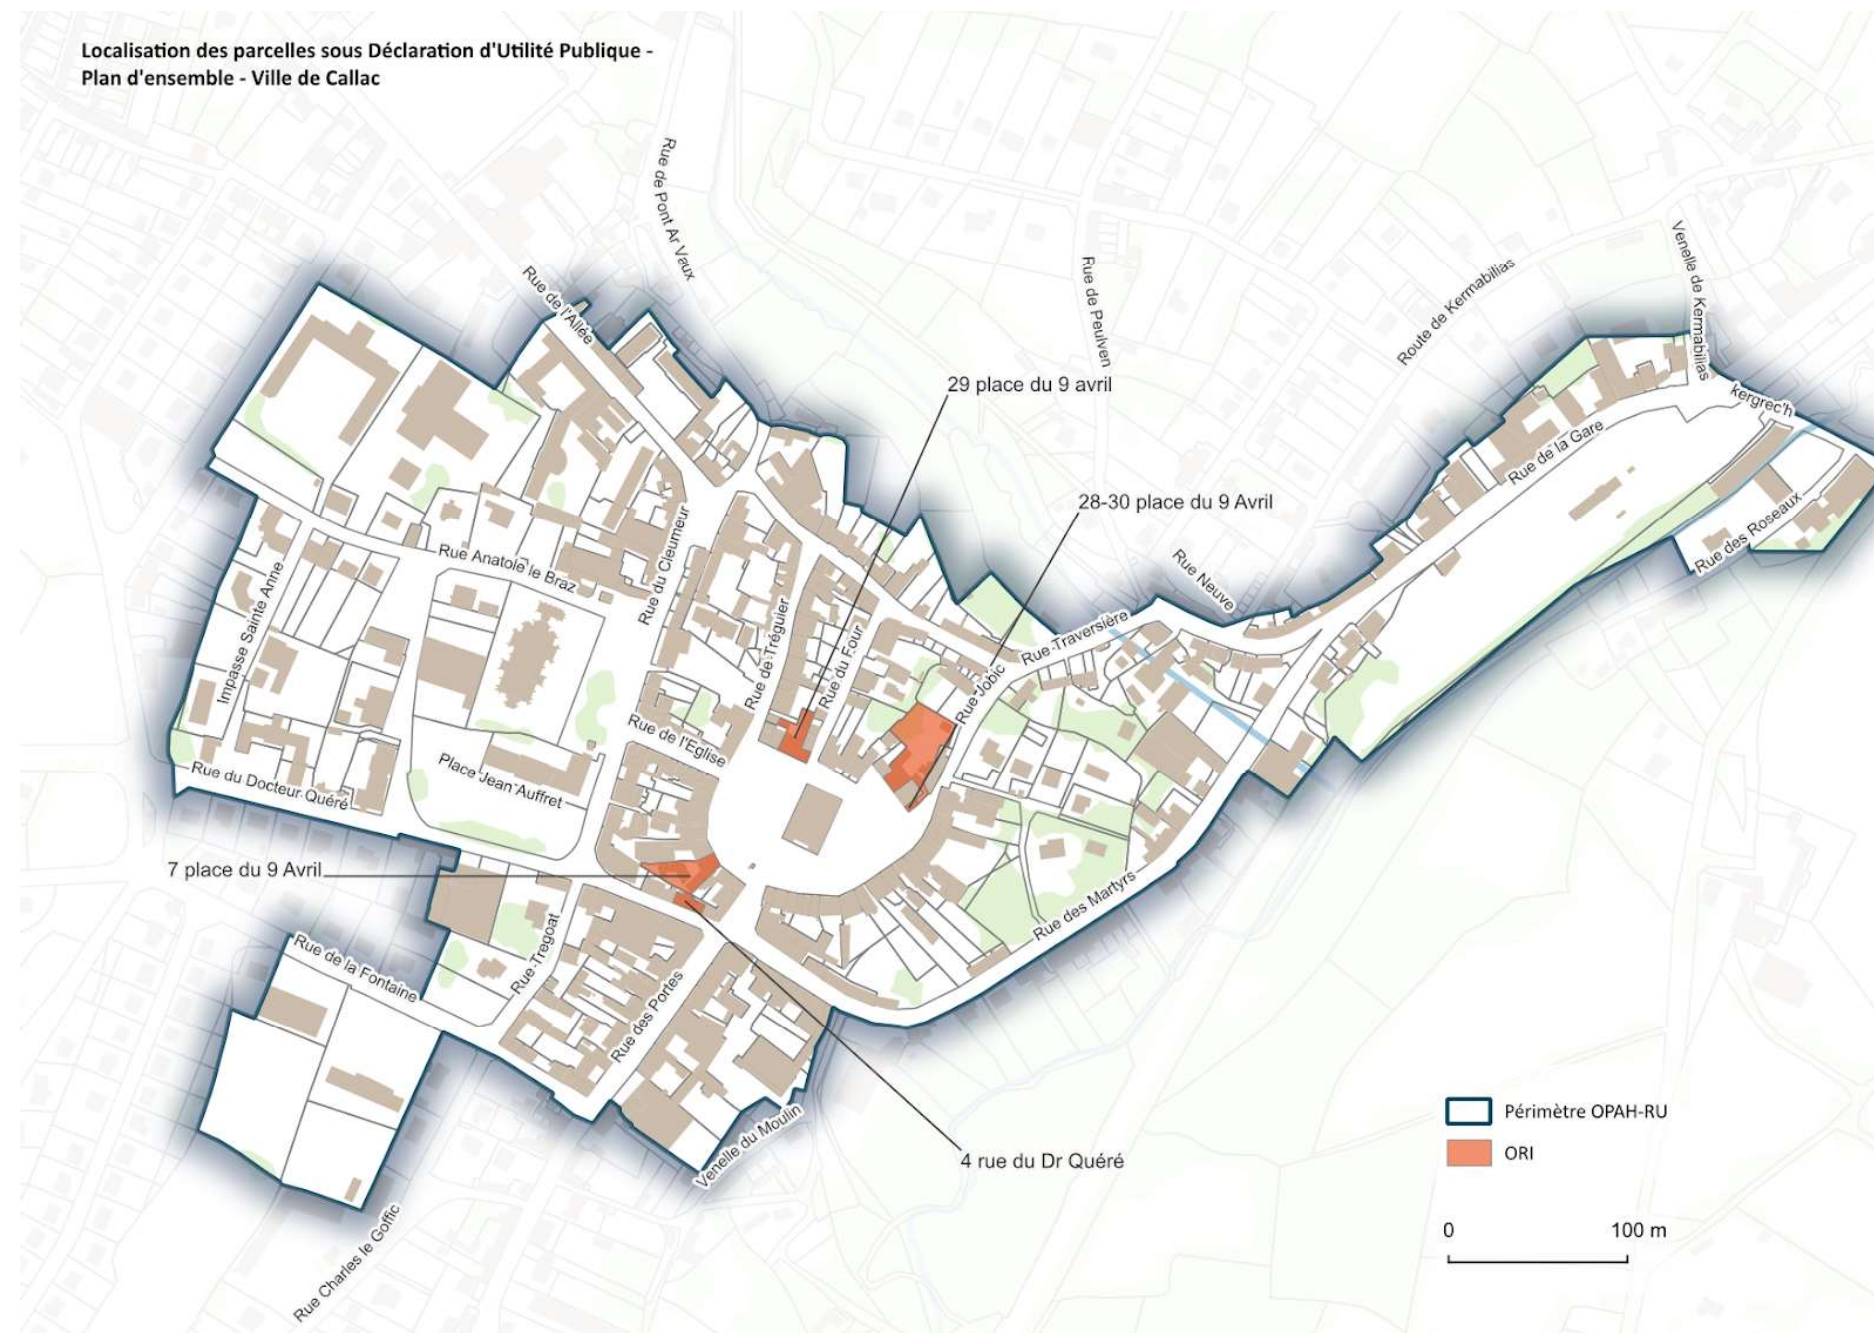 Localisation des parcelles sous Déclaration d'Utilité Publique -
Plan d'ensemble - Ville de Callac
Rue de Pont Ar Vaux
Rue de l'Allée
Rue de Peulven
Route de Kermabilias
Venelle de Kermabilias
kergrec'h
29 place du 9 avril
28-30 place du 9 Avril
Rue de la Gare
Rue des Roseaux
Rue Neuve
Rue Anatole le Braz
Rue du Cleumeur
Impasse Sainte Anne
Rue de Tréguier
Rue du Four
Rue Traversière
Rue Jobic
Rue de l'Eglise
Place Jean Auffret
Rue du Docteur Quéré
7 place du 9 Avril
Rue des Martyrs
Rue de la Fontaine
Rue Tregoat
Rue des Portes
Venelle du Moulin
4 rue du Dr Quéré
Rue Charles le Goffic
Périmètre OPAH-RU
ORI
0 100 m